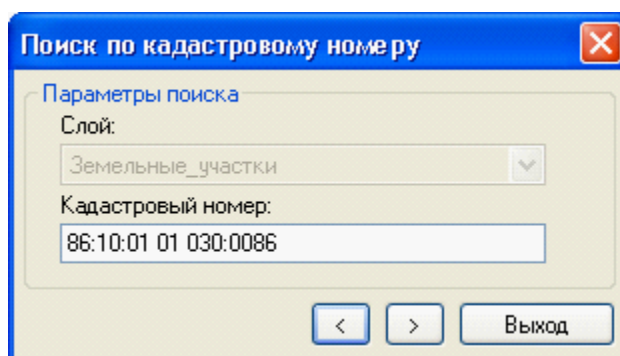 Поиск по кадастровому номеру
Параметры поиска
Слой:
Земельные_участки
Кадастровый номер:
86:10:01 01 030:0086
< > Выход